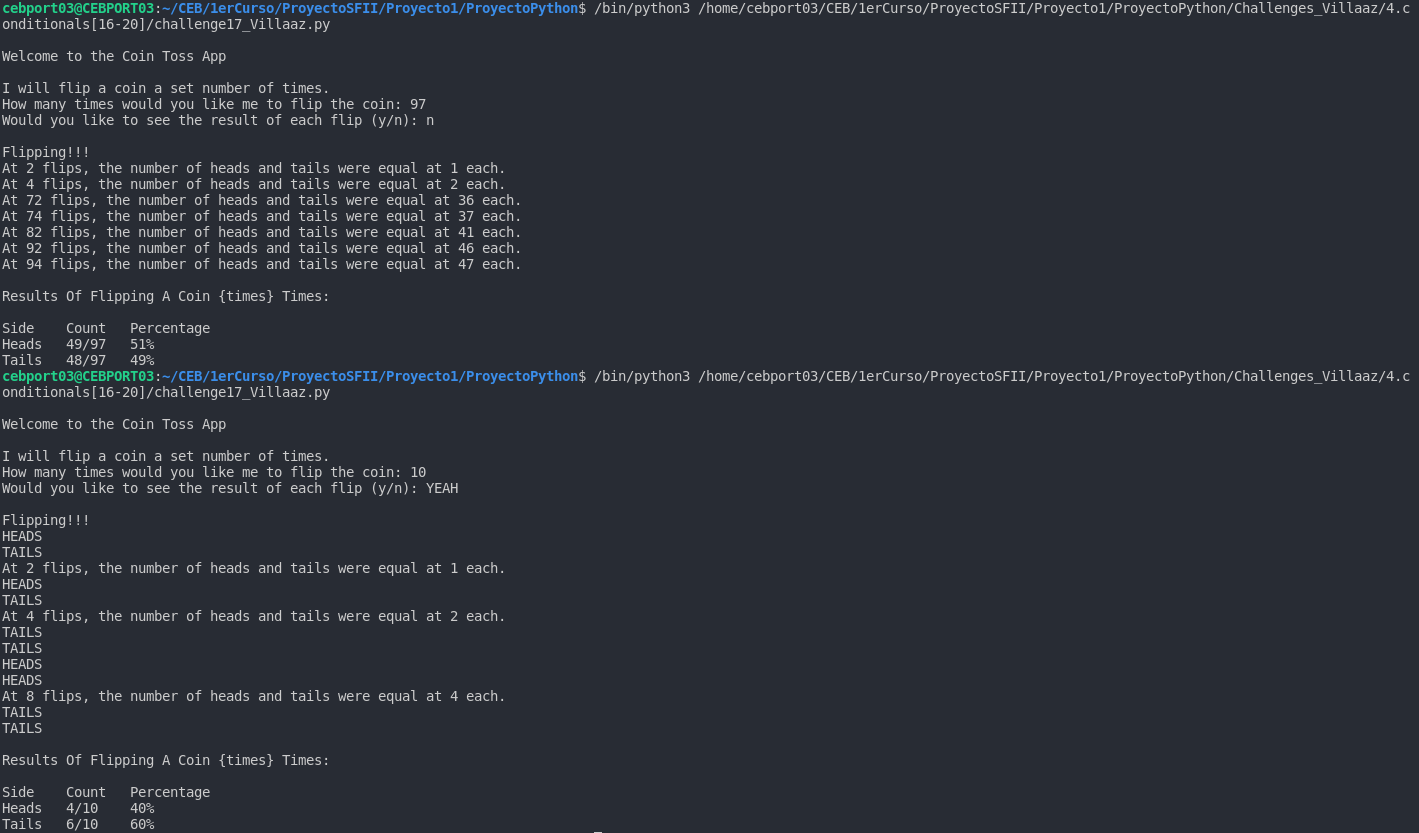 cebport03@CEBPORT03:~/CEB/1erCurso/ProyectoSFII/Proyecto1/ProyectoPython$ /bin/python3 /home/cebport03/CEB/1erCurso/ProyectoSFII/Proyecto1/ProyectoPython/Challenges_Villaaz/4.c
onditionals[16-20]/challenge17_Villaaz.py
Welcome to the Coin Toss App
I will flip a coin a set number of times.
How many times would you like me to flip the coin: 97
Would you like to see the result of each flip (y/n): n
Flipping!!!
At 2 flips, the number of heads and tails were equal at 1 each.
At 4 flips, the number of heads and tails were equal at 2 each.
At 72 flips, the number of heads and tails were equal at 36 each.
At 74 flips, the number of heads and tails were equal at 37 each.
At 82 flips, the number of heads and tails were equal at 41 each.
At 92 flips, the number of heads and tails were equal at 46 each.
At 94 flips, the number of heads and tails were equal at 47 each.
Results Of Flipping A Coin {times} Times:
Side    Count   Percentage
Heads   49/97   51%
Tails   48/97   49%
cebport03@CEBPORT03:~/CEB/1erCurso/ProyectoSFII/Proyecto1/ProyectoPython$ /bin/python3 /home/cebport03/CEB/1erCurso/ProyectoSFII/Proyecto1/ProyectoPython/Challenges_Villaaz/4.c
onditionals[16-20]/challenge17_Villaaz.py
Welcome to the Coin Toss App
I will flip a coin a set number of times.
How many times would you like me to flip the coin: 10
Would you like to see the result of each flip (y/n): YEAH
Flipping!!!
HEADS
TAILS
At 2 flips, the number of heads and tails were equal at 1 each.
HEADS
TAILS
At 4 flips, the number of heads and tails were equal at 2 each.
TAILS
TAILS
HEADS
HEADS
At 8 flips, the number of heads and tails were equal at 4 each.
TAILS
TAILS
Results Of Flipping A Coin {times} Times:
Side    Count   Percentage
Heads   4/10    40%
Tails   6/10    60%